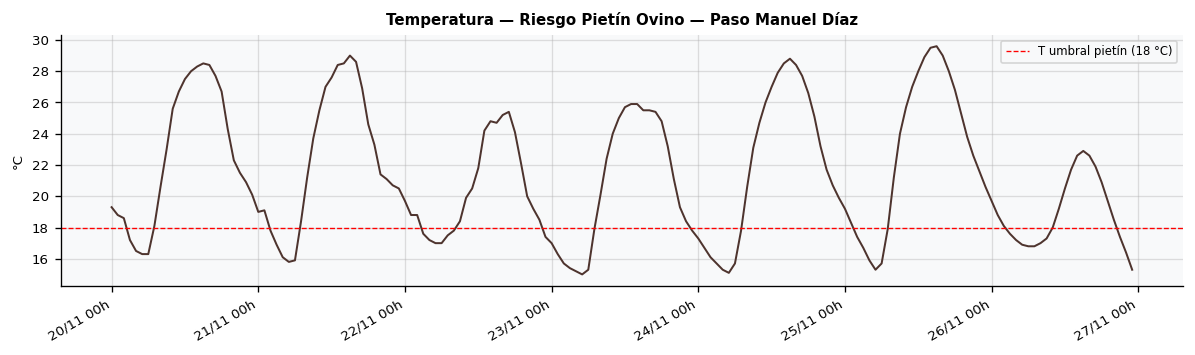 Temperatura — Riesgo Pietín Ovino — Paso Manuel Díaz
T umbral pietín (18 °C)
°C
30
28
26
24
22
20
18
16
20/11 00h
21/11 00h
22/11 00h
23/11 00h
24/11 00h
25/11 00h
26/11 00h
27/11 00h